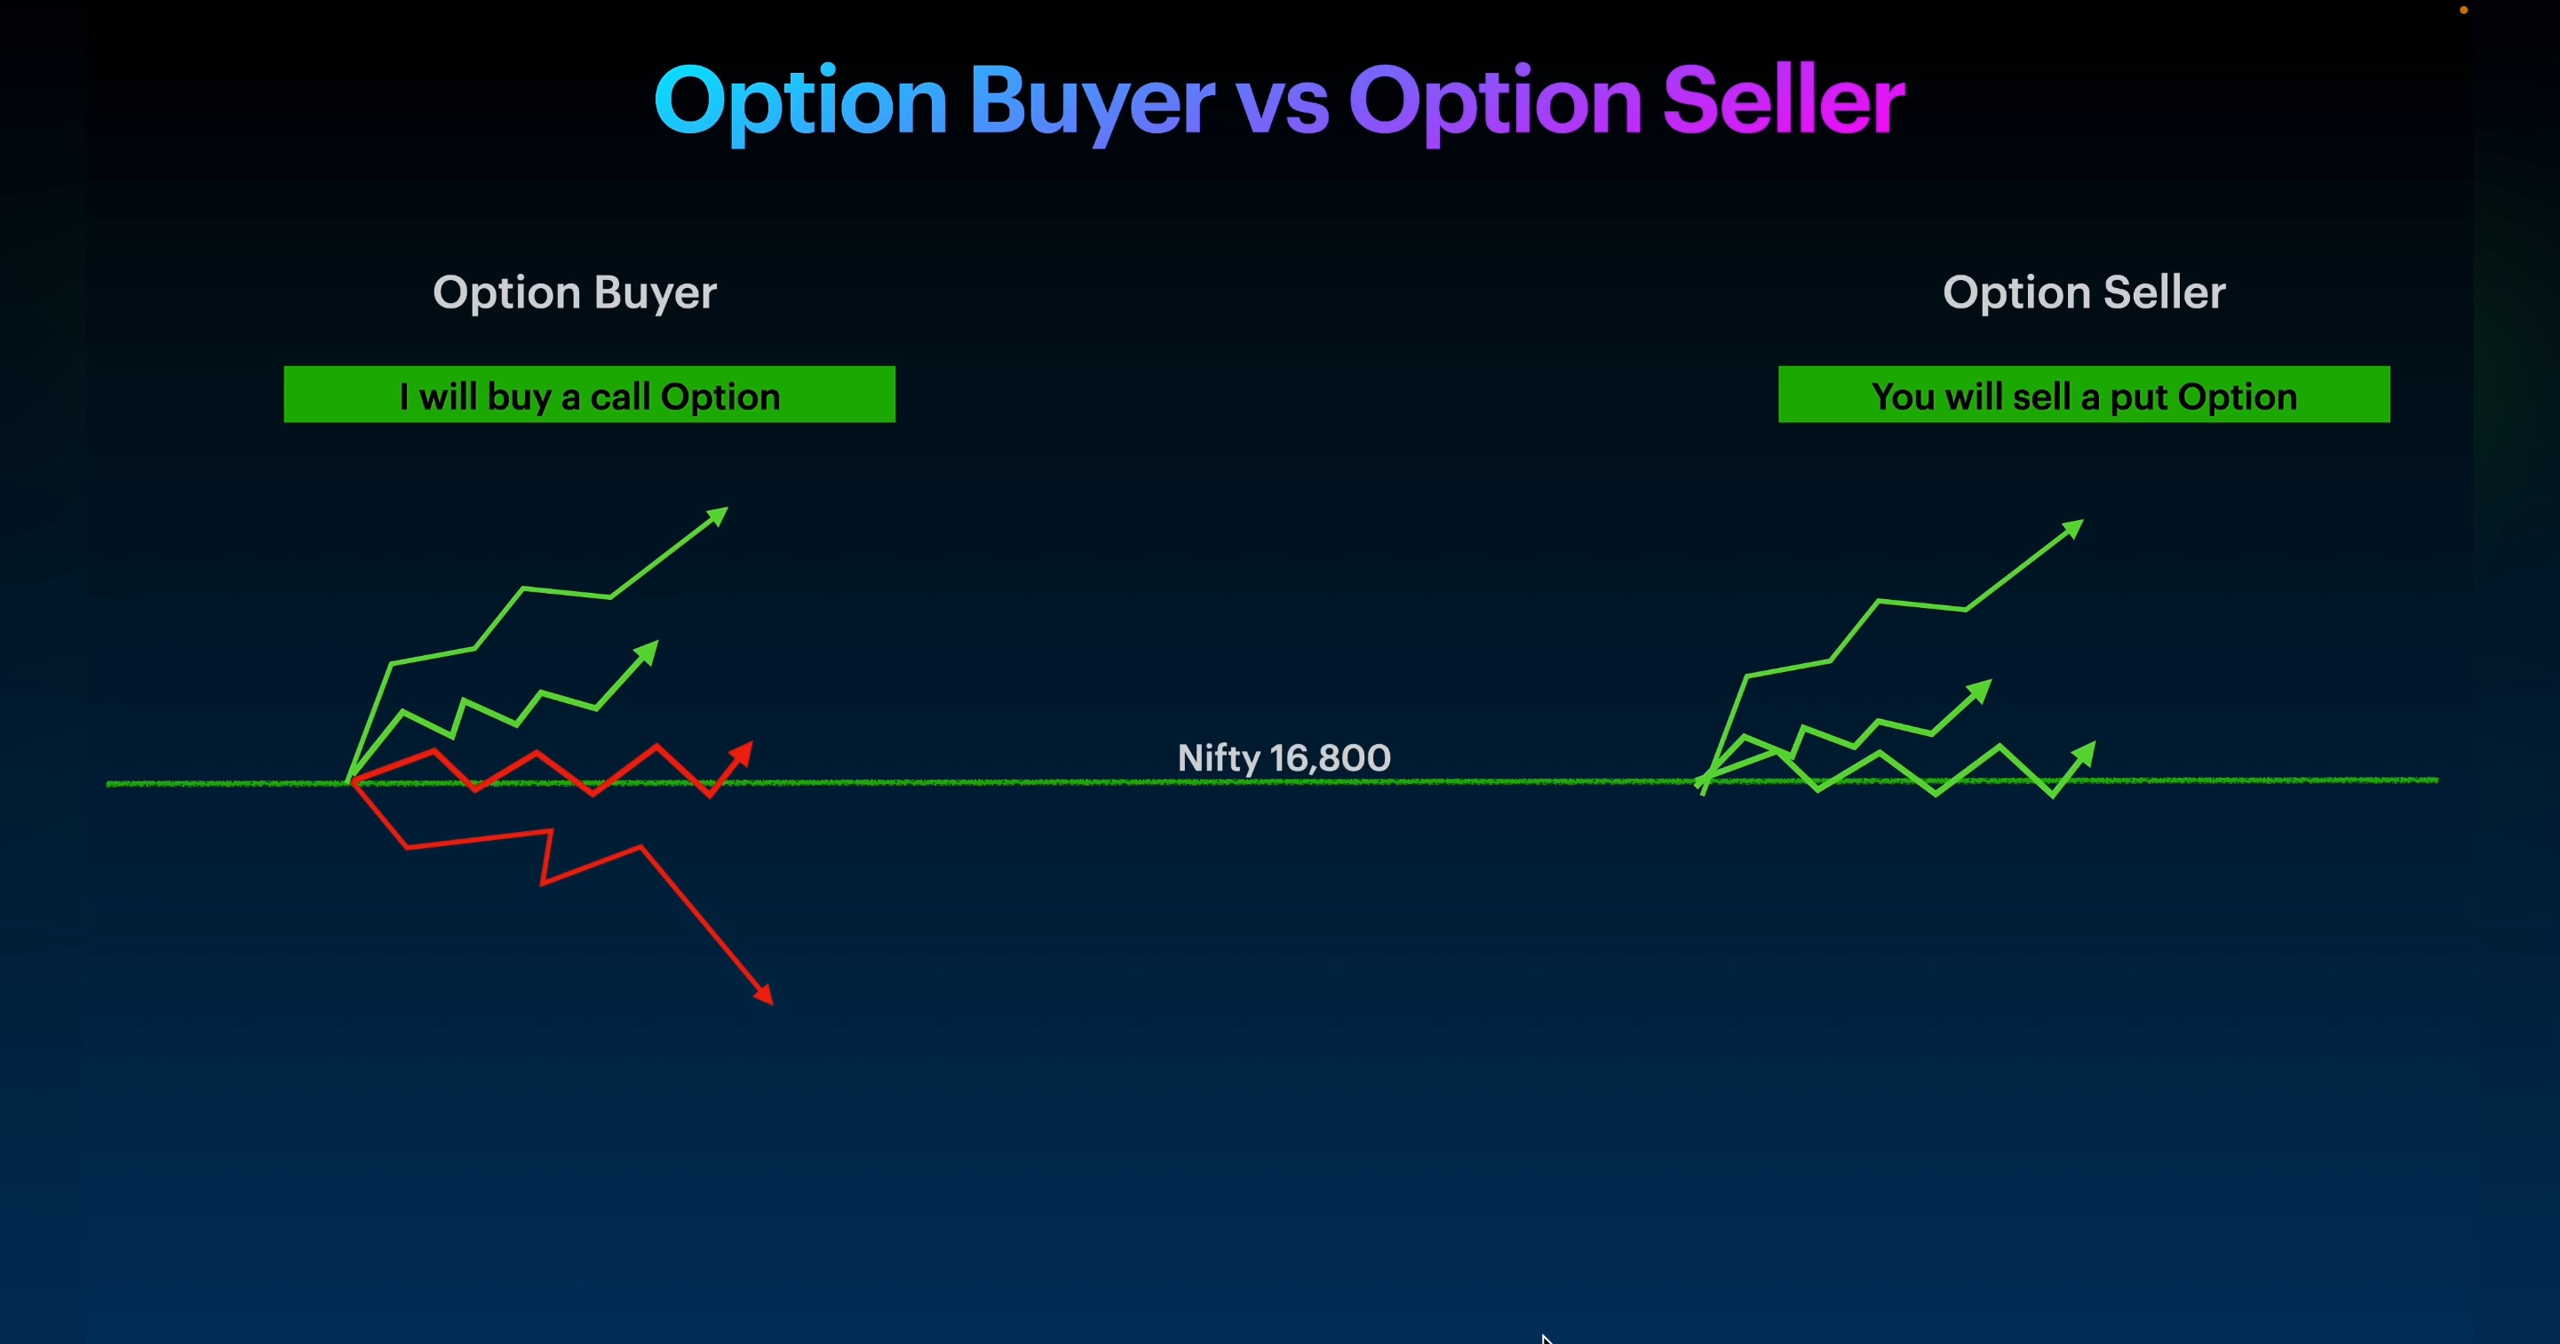 Option Buyer vs Option Seller
Option Buyer
Option Seller
I will buy a call Option
You will sell a put Option
Nifty 16,800